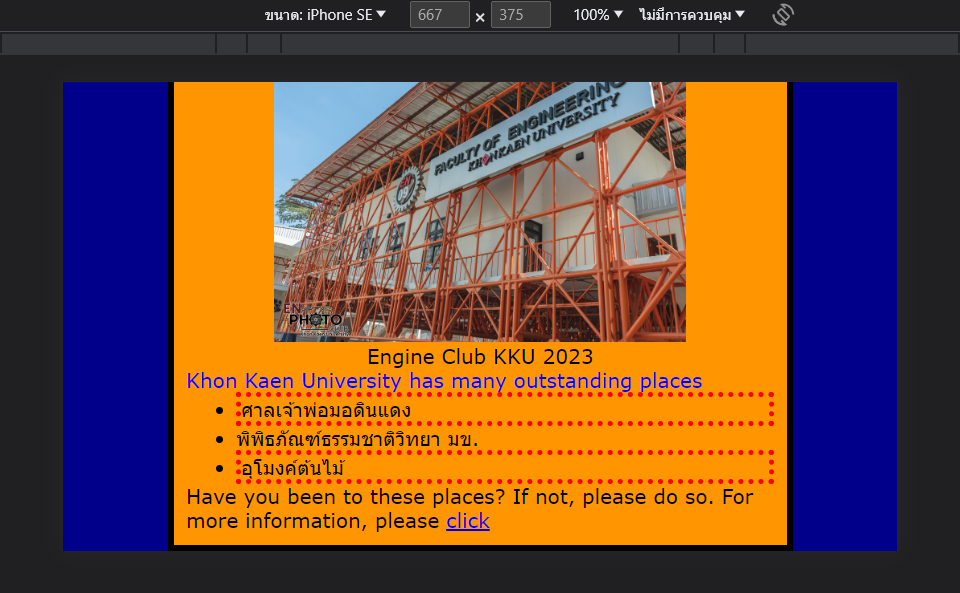 ขนาด: iPhone SE ▼ 667 × 375 100% ▼ ไม่มีการควบคุม ▼
FACULTY OF ENGINEERING
KHON KAEN UNIVERSITY
EN
PHOTO
Engine Club KKU 2023
Khon Kaen University has many outstanding places
• ศาลเจ้าพ่อมอดินแดง
• พิพิธภัณฑ์ธรรมชาติวิทยา มข.
• อุโมงค์ต้นไม้
Have you been to these places? If not, please do so. For
more information, please click